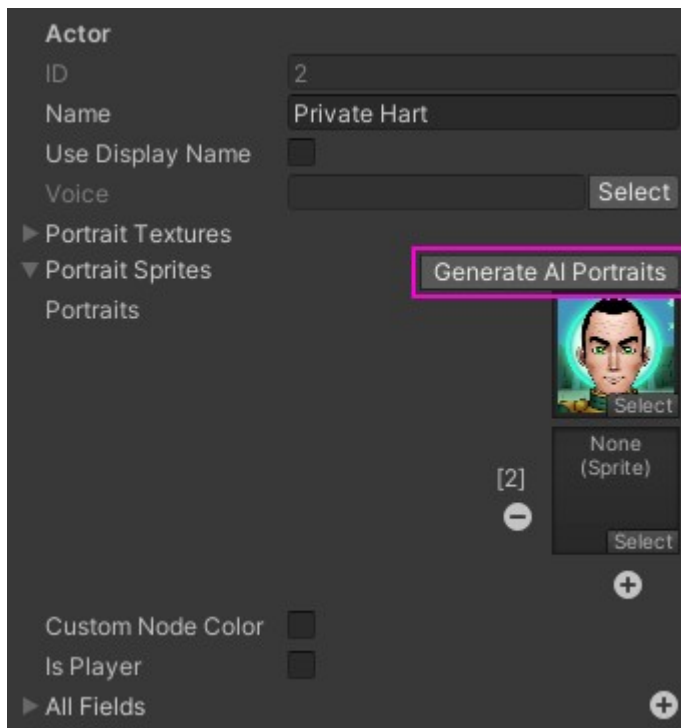 Actor
ID 2
Name Private Hart
Use Display Name
Voice Select
Portrait Textures
Portrait Sprites Generate AI Portraits
Portraits
Select
None
(Sprite)
[2]
Select
Custom Node Color
Is Player
All Fields